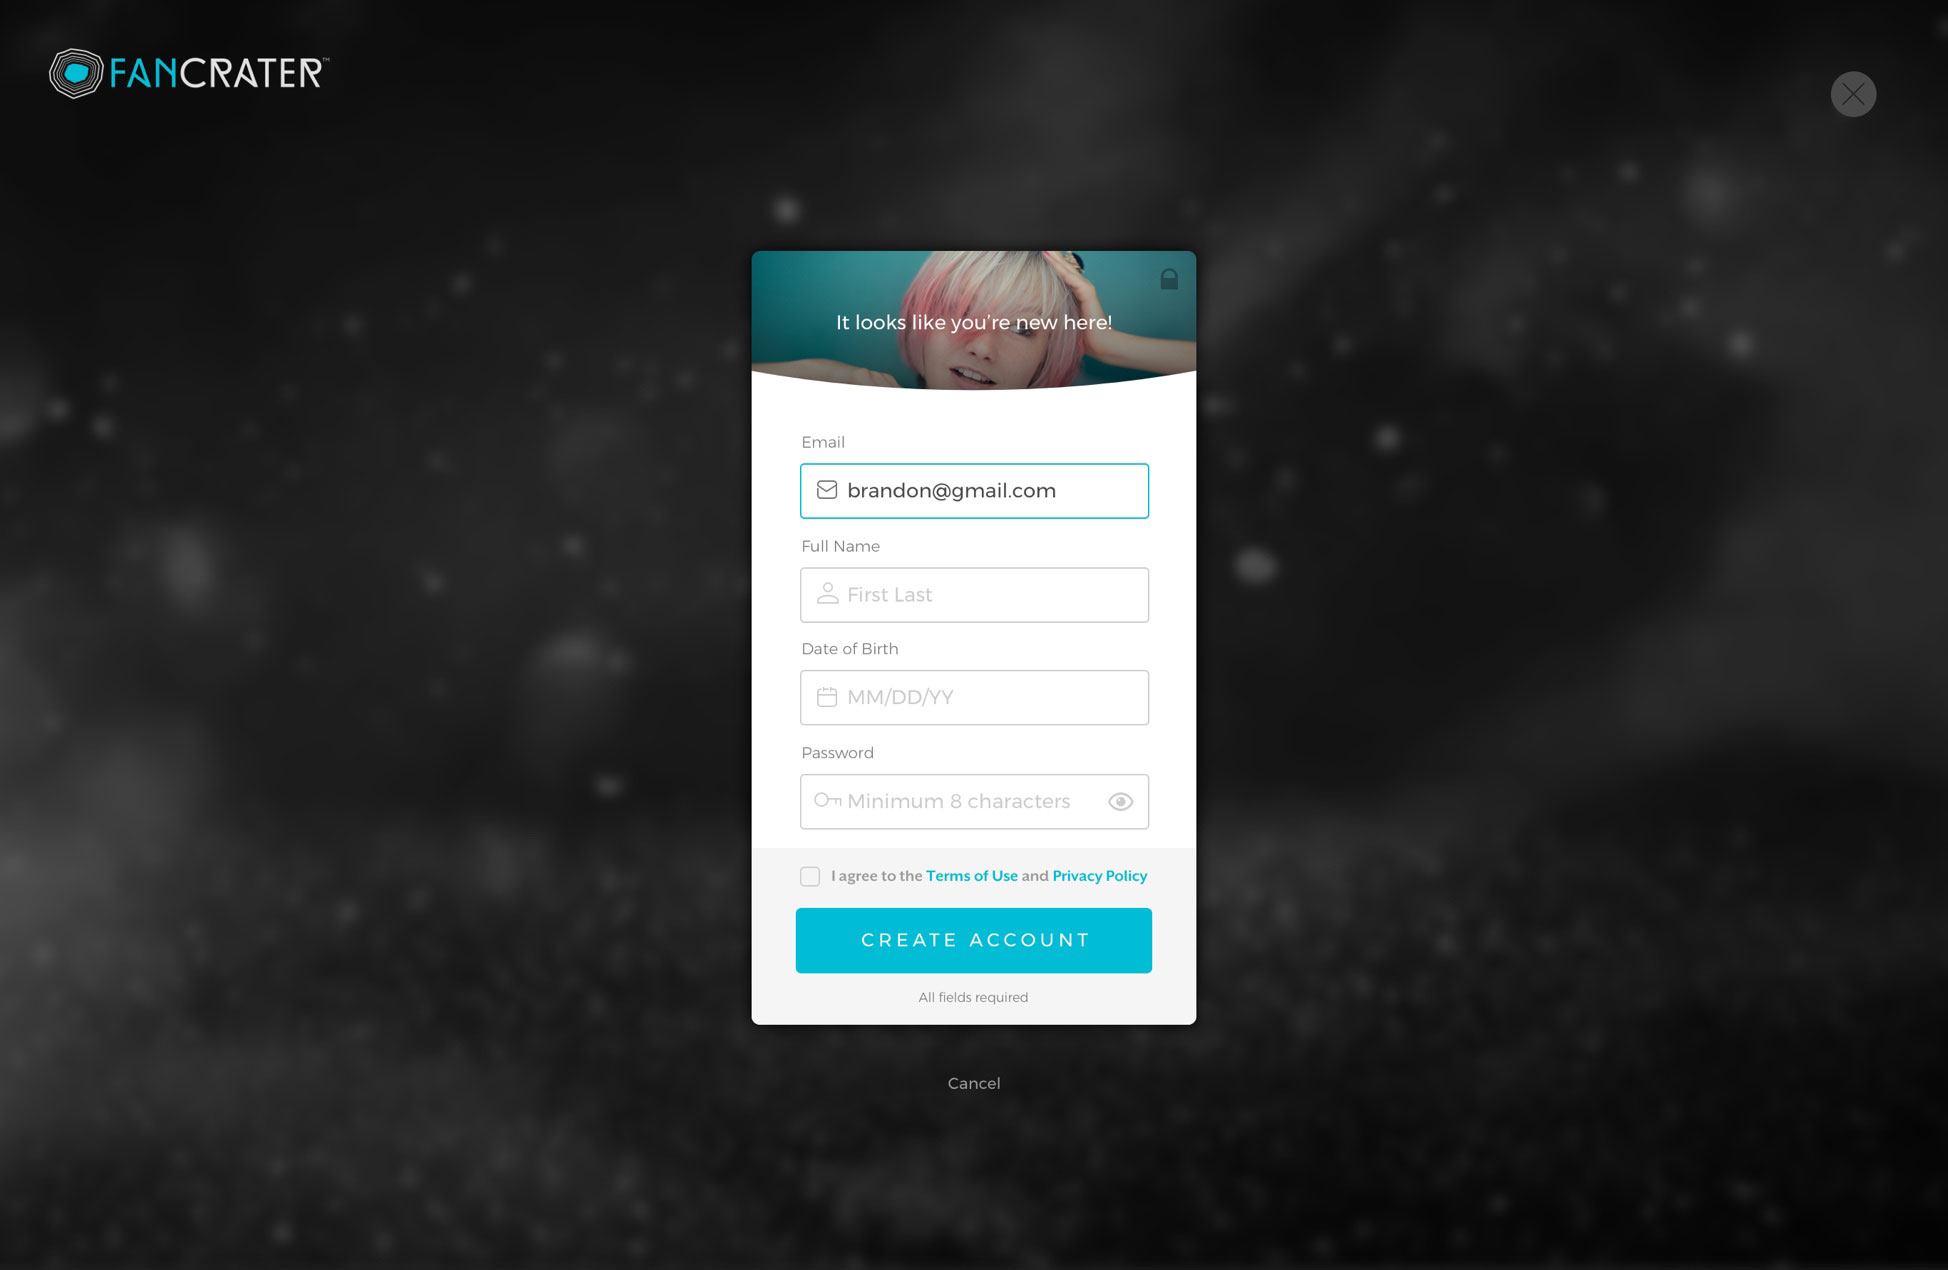 FANCRATER™
It looks like you’re new here!
Email
brandon@gmail.com
Full Name
First Last
Date of Birth
MM/DD/YY
Password
Minimum 8 characters
I agree to the Terms of Use and Privacy Policy
CREATE ACCOUNT
All fields required
Cancel